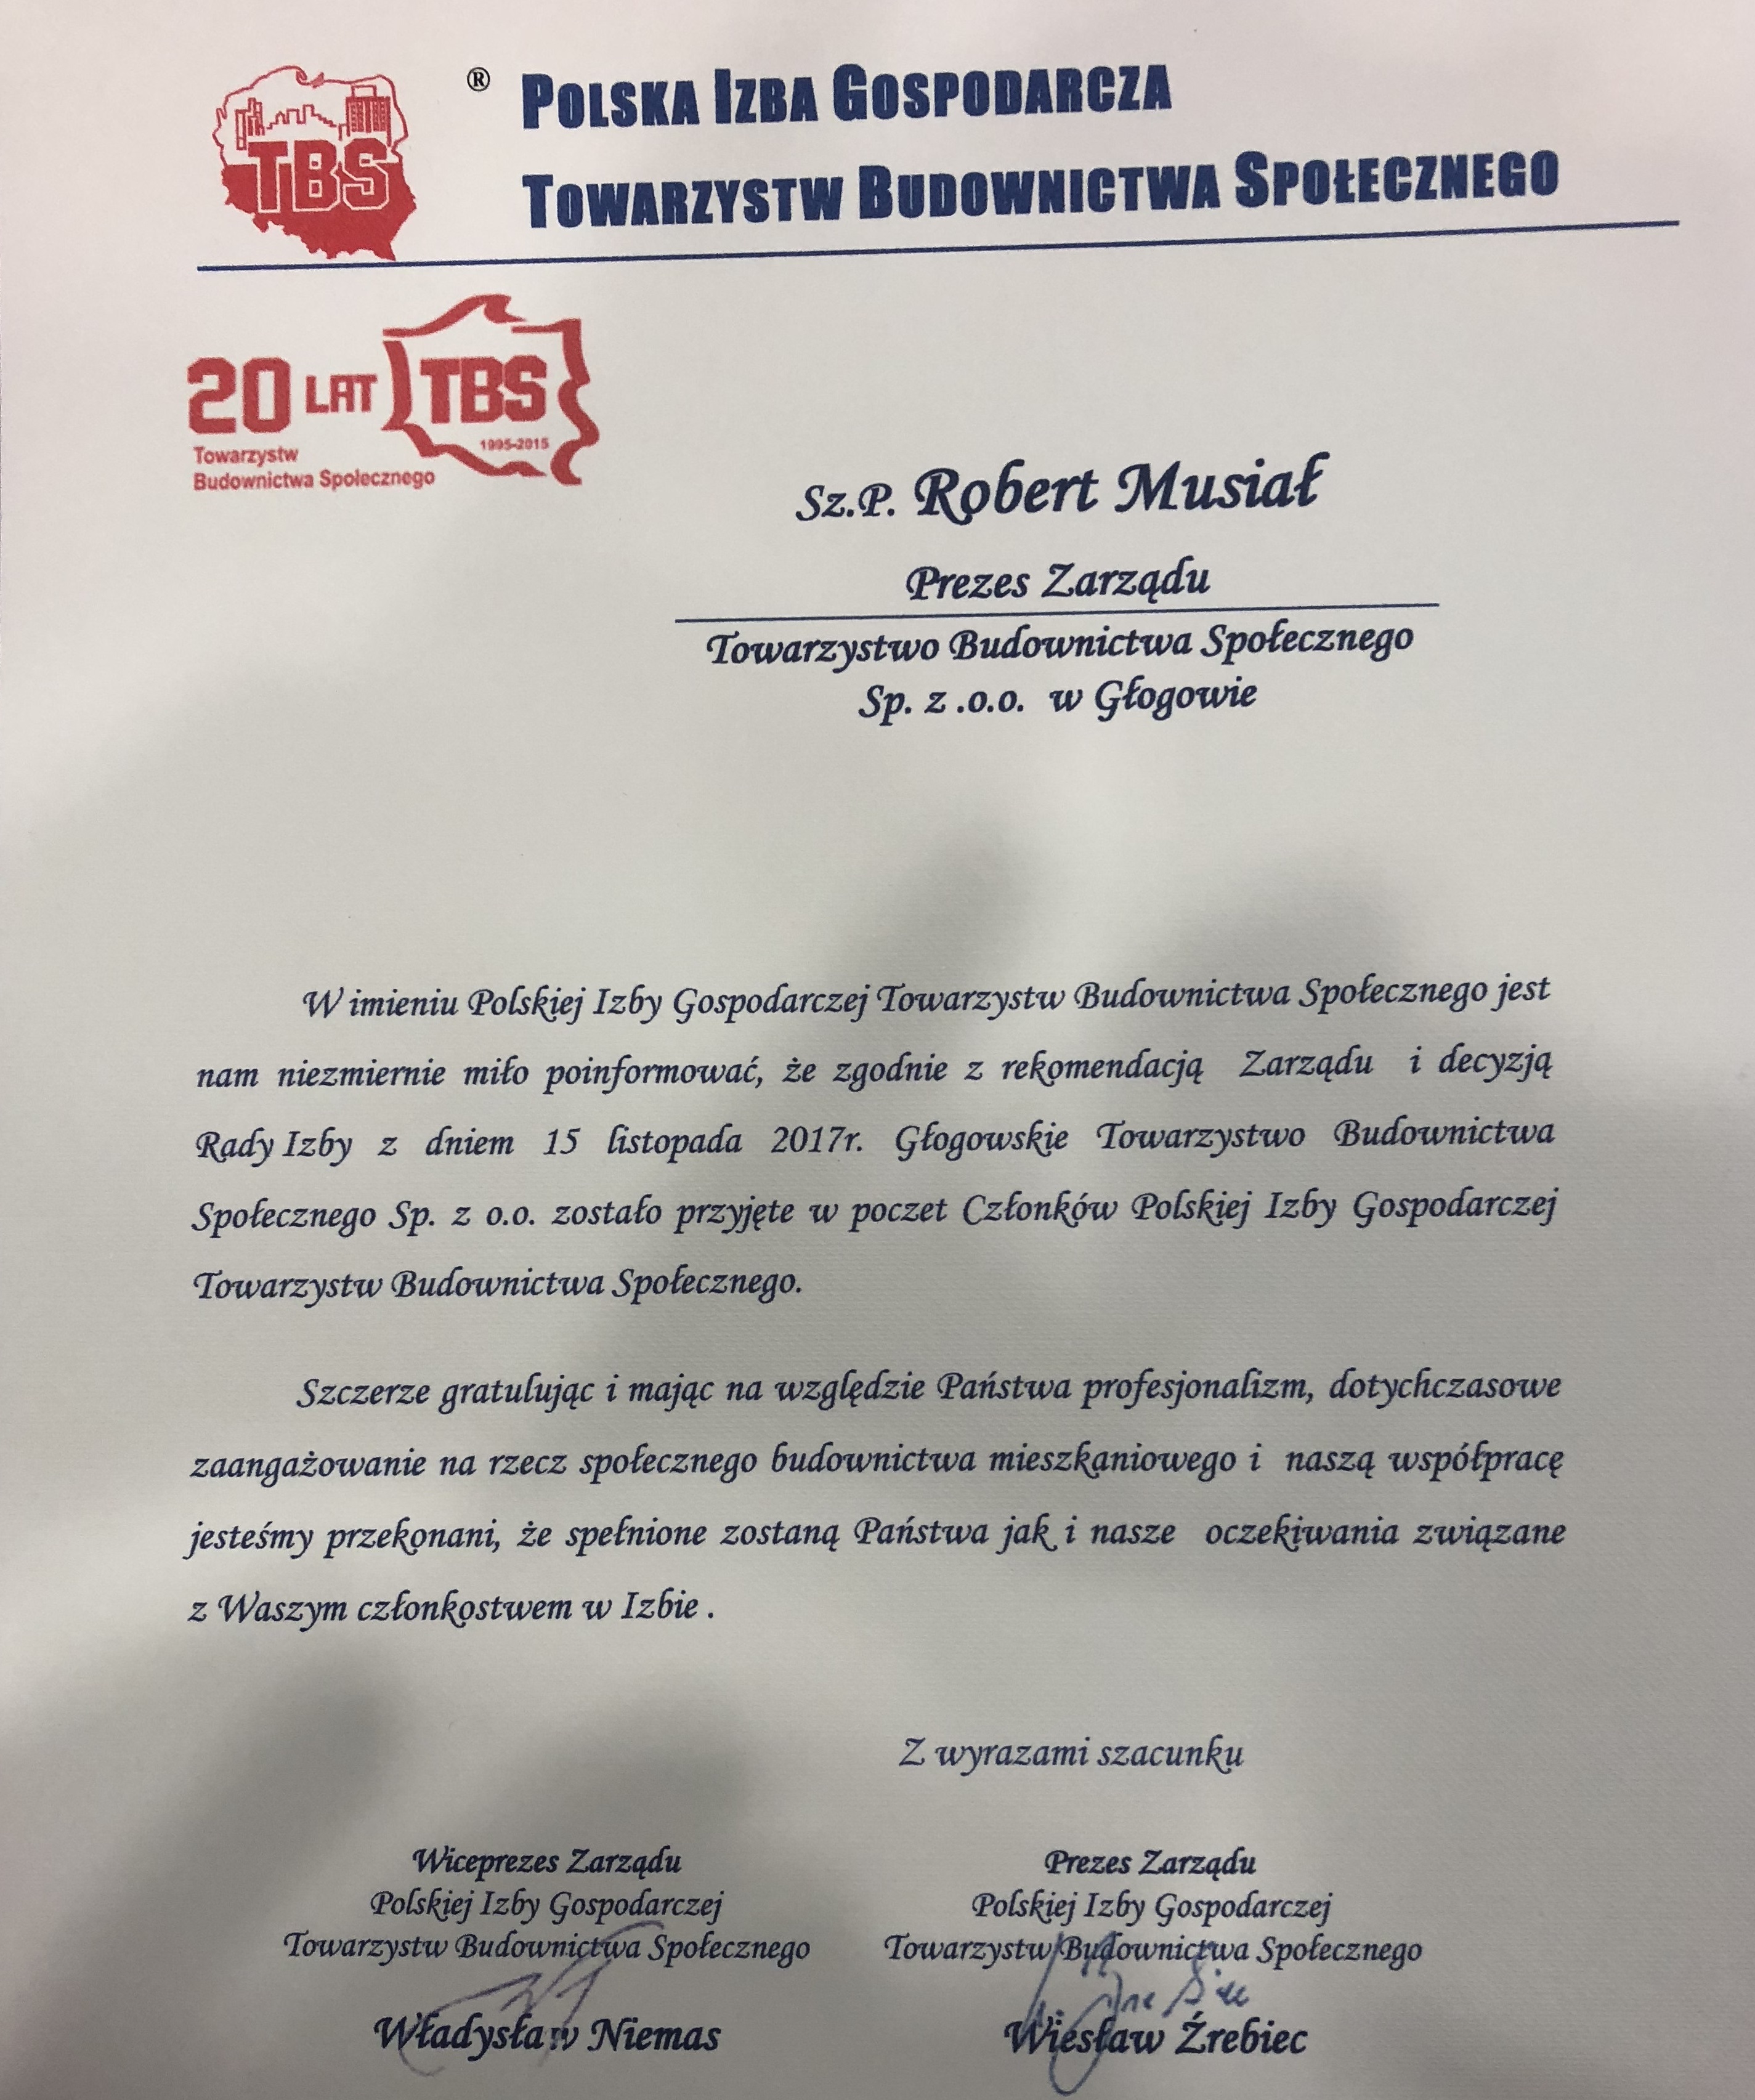 TBS
® POLSKA IZBA GOSPODARCZA
TOWARZYSTW BUDOWNICTWA SPOŁECZNEGO
20 LAT TBS
1995-2015
Towarzystw
Budownictwa Społecznego
Sz.P. Robert Musiał
Prezes Zarządu
Towarzystwo Budownictwa Społecznego
Sp. z .o.o. w Głogowie
W imieniu Polskiej Izby Gospodarczej Towarzystw Budownictwa Społecznego jest
nam niezmiernie miło poinformować, że zgodnie z rekomendacją Zarządu i decyzją
Rady Izby z dniem 15 listopada 2017r. Głogowskie Towarzystwo Budownictwa
Społecznego Sp. z o.o. zostało przyjęte w poczet Członków Polskiej Izby Gospodarczej
Towarzystw Budownictwa Społecznego.
Szczerze gratulując i mając na względzie Państwa profesjonalizm, dotychczasowe
zaangażowanie na rzecz społecznego budownictwa mieszkaniowego i naszą współpracę
jesteśmy przekonani, że spełnione zostaną Państwa jak i nasze oczekiwania związane
z Waszym członkostwem w Izbie .
Z wyrazami szacunku
Wiceprezes Zarządu
Polskiej Izby Gospodarczej
Towarzystw Budownictwa Społecznego
Władysław Niemas
Prezes Zarządu
Polskiej Izby Gospodarczej
Towarzystw Budownictwa Społecznego
Wiesław Źrebiec